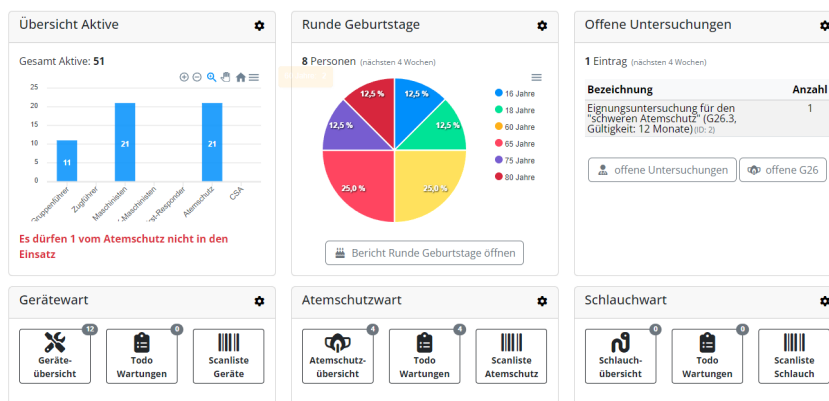 Übersicht Aktive
Gesamt Aktive: 51
25
20
15
10
5
0
11
21
21
Gruppenführer
Zugführer
Maschinisten
Atemschutz
CSA
Es dürfen 1 vom Atemschutz nicht in den
Einsatz
Runde Geburtstage
8 Personen (nächsten 4 Wochen)
12,5 %
12,5 %
12,5 %
12,5 %
25,0 %
25,0 %
16 Jahre
18 Jahre
60 Jahre
65 Jahre
75 Jahre
80 Jahre
Bericht Runde Geburtstage öffnen
Offene Untersuchungen
1 Eintrag (nächsten 4 Wochen)
Bezeichnung Anzahl
Eignungsuntersuchung für den 1
"schweren Atemschutz" (G26.3,
Gültigkeit: 12 Monate) (ID: 2)
offene Untersuchungen
offene G26
Gerätewart
12
Geräte-
übersicht
0
Todo
Wartungen
Scanliste
Geräte
Atemschutzwart
4
Atemschutz-
übersicht
4
Todo
Wartungen
Scanliste
Atemschutz
Schlauchwart
0
Schlauch-
übersicht
0
Todo
Wartungen
Scanliste
Schlauch